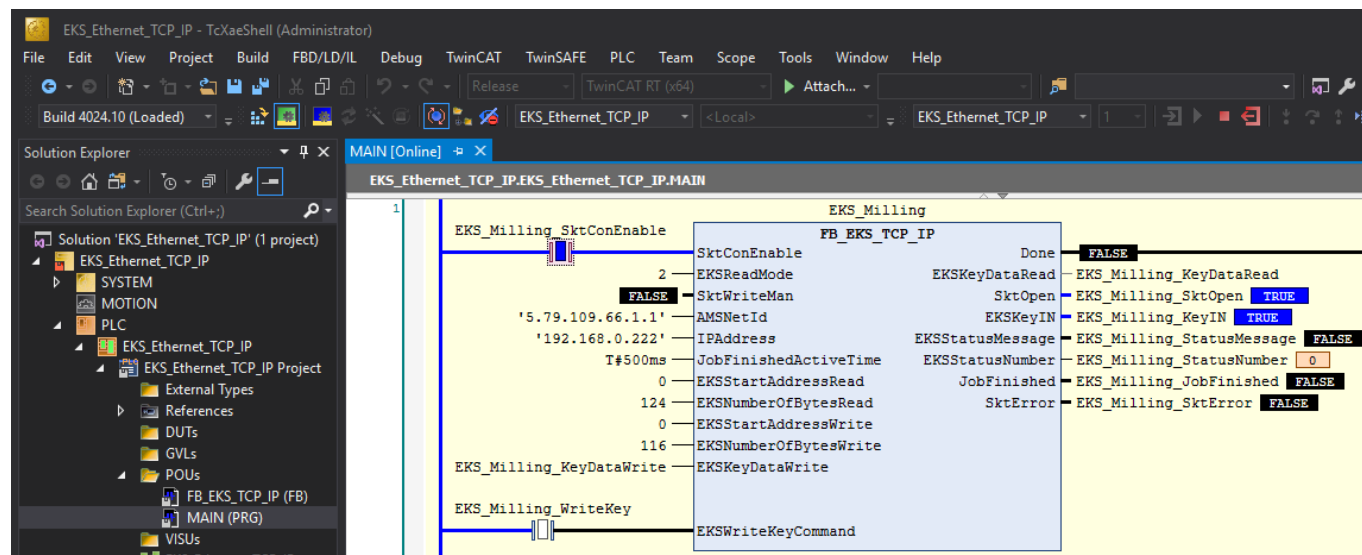 EKS_Ethernet_TCP_IP - TcXaeShell (Administrator)
File Edit View Project Build FBD/LD/IL Debug TwinCAT TwinSAFE PLC Team Scope Tools Window Help
Release TwinCAT RT (x64) Attach...
Build 4024.10 (Loaded) EKS_Ethernet_TCP_IP <Local> EKS_Ethernet_TCP_IP 1
Solution Explorer
MAIN [Online]
EKS_Ethernet_TCP_IP.EKS_Ethernet_TCP_IP.MAIN
Search Solution Explorer (Ctrl+;)
Solution 'EKS_Ethernet_TCP_IP' (1 project)
EKS_Ethernet_TCP_IP
SYSTEM
MOTION
PLC
EKS_Ethernet_TCP_IP
EKS_Ethernet_TCP_IP Project
External Types
References
DUTs
GVLs
POUs
FB_EKS_TCP_IP (FB)
MAIN (PRG)
VISUs
1
EKS_Milling
EKS_Milling_SktConEnable FB_EKS_TCP_IP
SktConEnable Done FALSE
2 EKSReadMode EKSKeyDataRead EKS_Milling_KeyDataRead
FALSE SktWriteMan SktOpen EKS_Milling_SktOpen TRUE
'5.79.109.66.1.1' AMSNetId EKSKeyIN EKS_Milling_KeyIN TRUE
'192.168.0.222' IPAddress EKSStatusMessage EKS_Milling_StatusMessage FALSE
T#500ms JobFinishedActiveTime EKSStatusNumber EKS_Milling_StatusNumber 0
0 EKSStartAddressRead JobFinished EKS_Milling_JobFinished FALSE
124 EKSNumberOfBytesRead SktError EKS_Milling_SktError FALSE
0 EKSStartAddressWrite
116 EKSNumberOfBytesWrite
EKS_Milling_KeyDataWrite EKSKeyDataWrite
EKS_Milling_WriteKey
EKSWriteKeyCommand